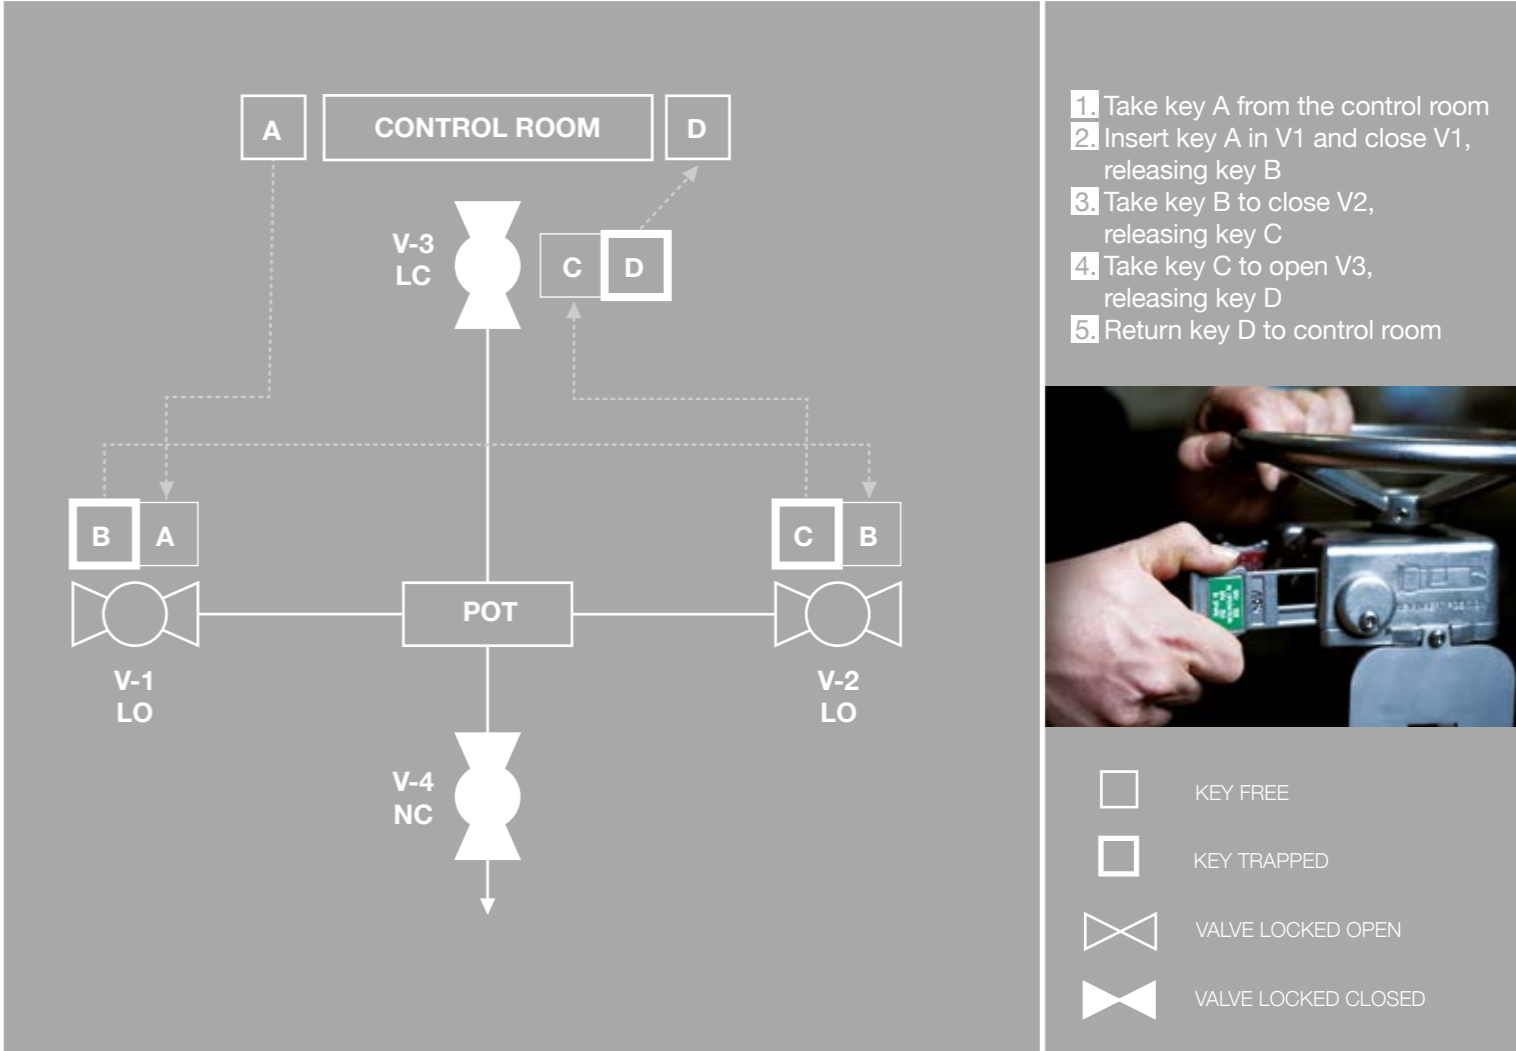 A
CONTROL ROOM
D
V-3
LC
C
D
B
A
C
B
POT
V-1
LO
V-2
LO
V-4
NC
1. Take key A from the control room
2. Insert key A in V1 and close V1,
releasing key B
3. Take key B to close V2,
releasing key C
4. Take key C to open V3,
releasing key D
5. Return key D to control room
KEY FREE
KEY TRAPPED
VALVE LOCKED OPEN
VALVE LOCKED CLOSED